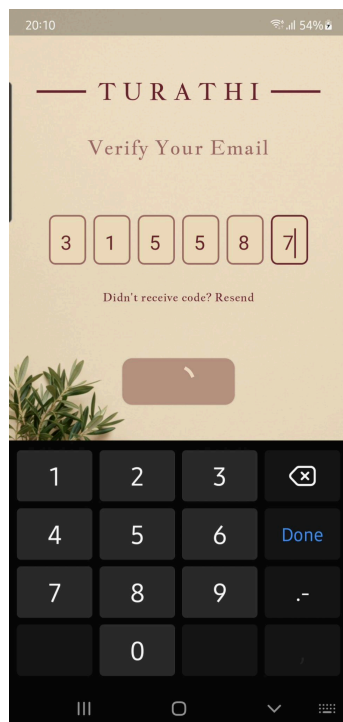 20:10 54%
TURATHI
Verify Your Email
3 1 5 5 8 7
Didn't receive code? Resend
1 2 3
4 5 6 Done
7 8 9 .-
0 ,